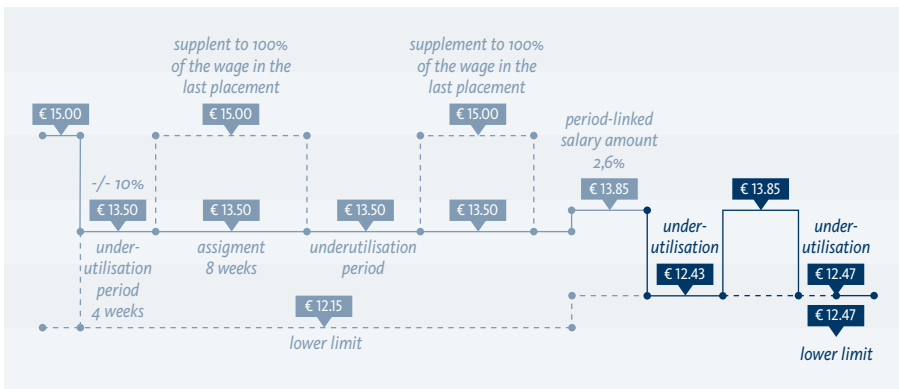 supplent to 100%
of the wage in the
last placement
supplement to 100%
of the wage in the
last placement
€ 15.00
€ 15.00
€ 15.00
period-linked
salary amount
2,6%
-/- 10%
€ 13.85
€ 13.85
€ 13.50
€ 13.50
€ 13.50
€ 13.50
under-
utilisation
period
4 weeks
assigment
8 weeks
underutilisation
period
under-
utilisation
under-
utilisation
€ 12.43
€ 12.47
€ 12.15
€ 12.47
lower limit
lower limit